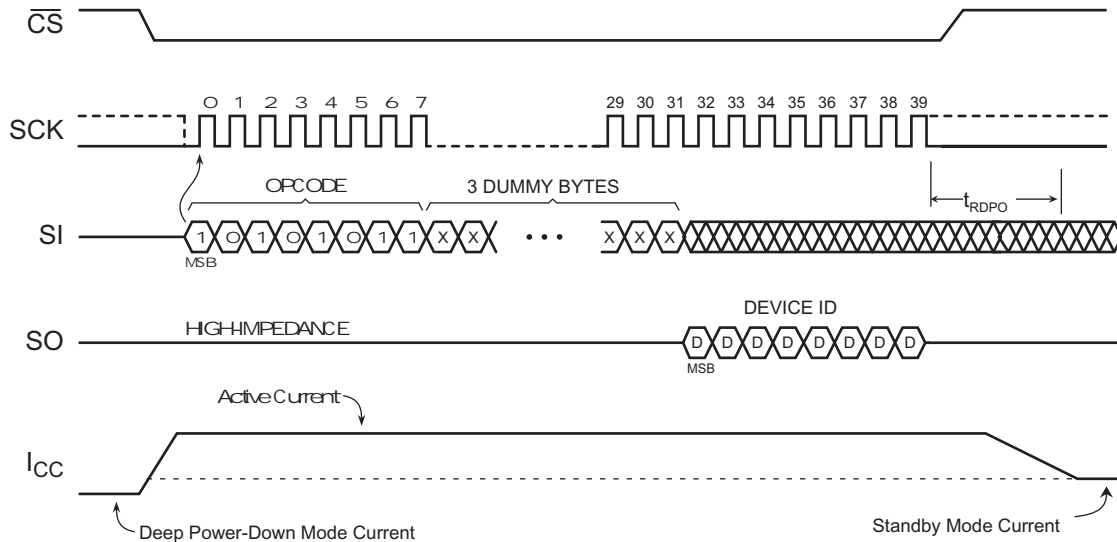 CS
0 1 2 3 4 5 6 7 29 30 31 32 33 34 35 36 37 38 39
SCK
OPCODE 3 DUMMY BYTES
tRDPO
SI 1 0 1 0 1 0 1 1 X X • • • X X X
MSB
DEVICE ID
HIGH-IMPEDANCE
SO D D D D D D D D
MSB
Active Current
ICC
Deep Power-Down Mode Current
Standby Mode Current